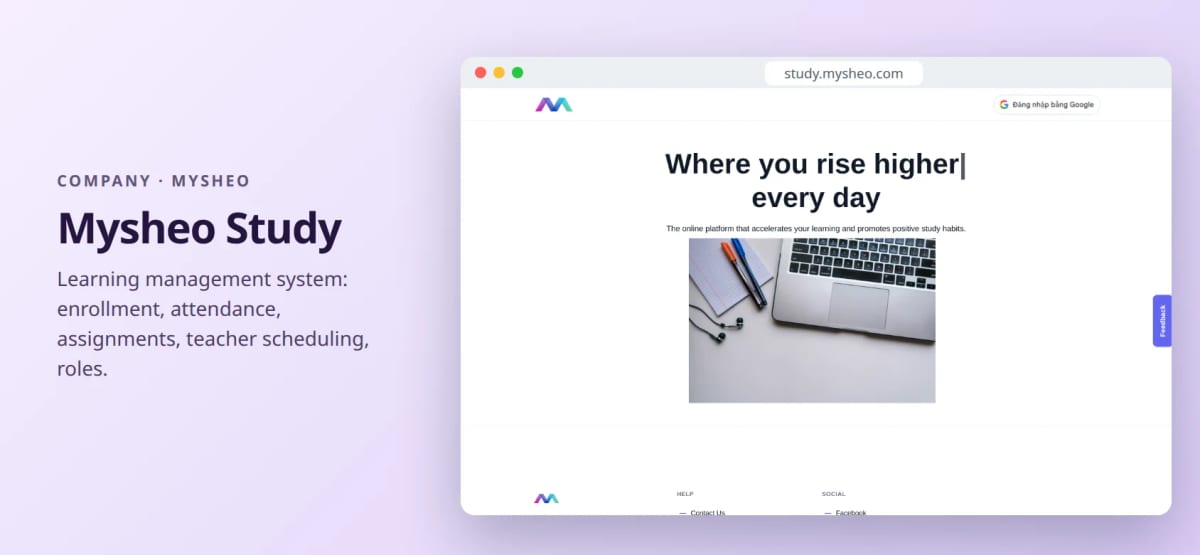 COMPANY · MYSHEO
Mysheo Study
Learning management system:
enrollment, attendance,
assignments, teacher scheduling,
roles.
study.mysheo.com
Đăng nhập bằng Google
Where you rise higher|
every day
The online platform that accelerates your learning and promotes positive study habits.
Feedback
HELP
SOCIAL
— Contact Us
— Facebook